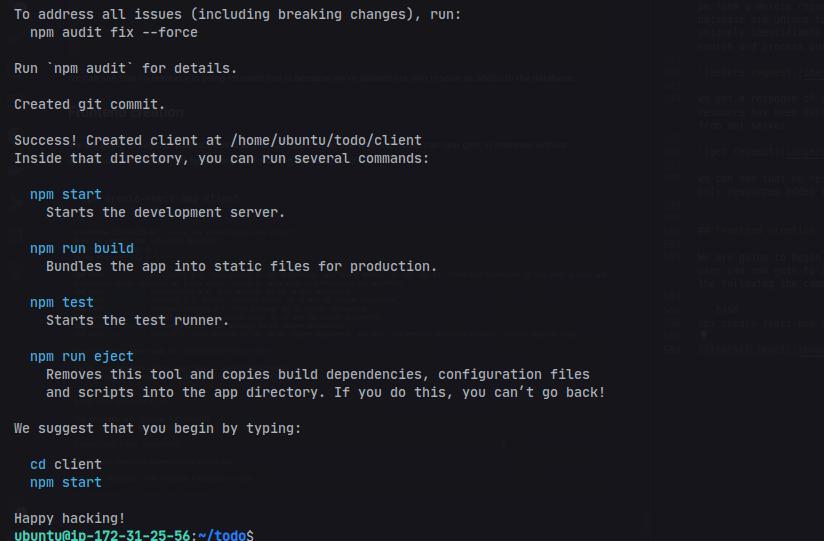 To address all issues (including breaking changes), run:
npm audit fix --force
Run `npm audit` for details.
Created git commit.
Success! Created client at /home/ubuntu/todo/client
Inside that directory, you can run several commands:
npm start
Starts the development server.
npm run build
Bundles the app into static files for production.
npm test
Starts the test runner.
npm run eject
Removes this tool and copies build dependencies, configuration files
and scripts into the app directory. If you do this, you can’t go back!
We suggest that you begin by typing:
cd client
npm start
Happy hacking!
ubuntu@ip-172-31-25-56:~/todo$